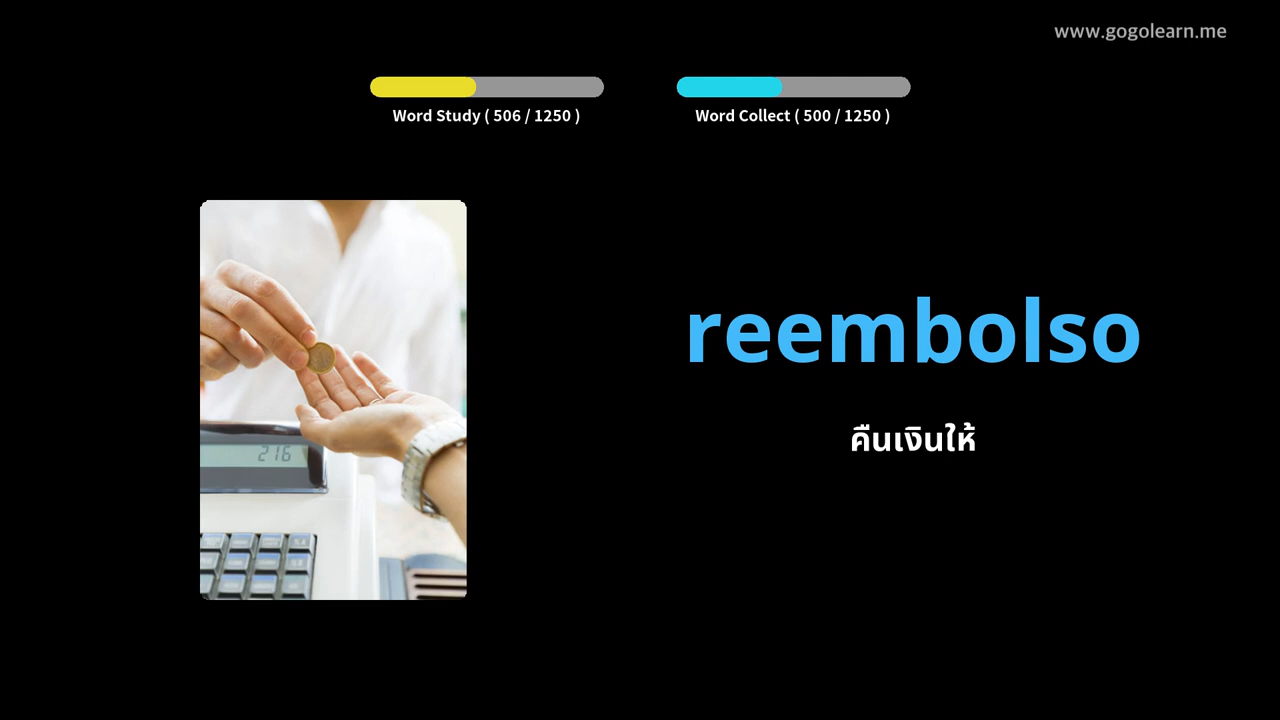 www.gogolearn.me
Word Study ( 506 / 1250 )
Word Collect ( 500 / 1250 )
reembolso
คืนเงินให้
216